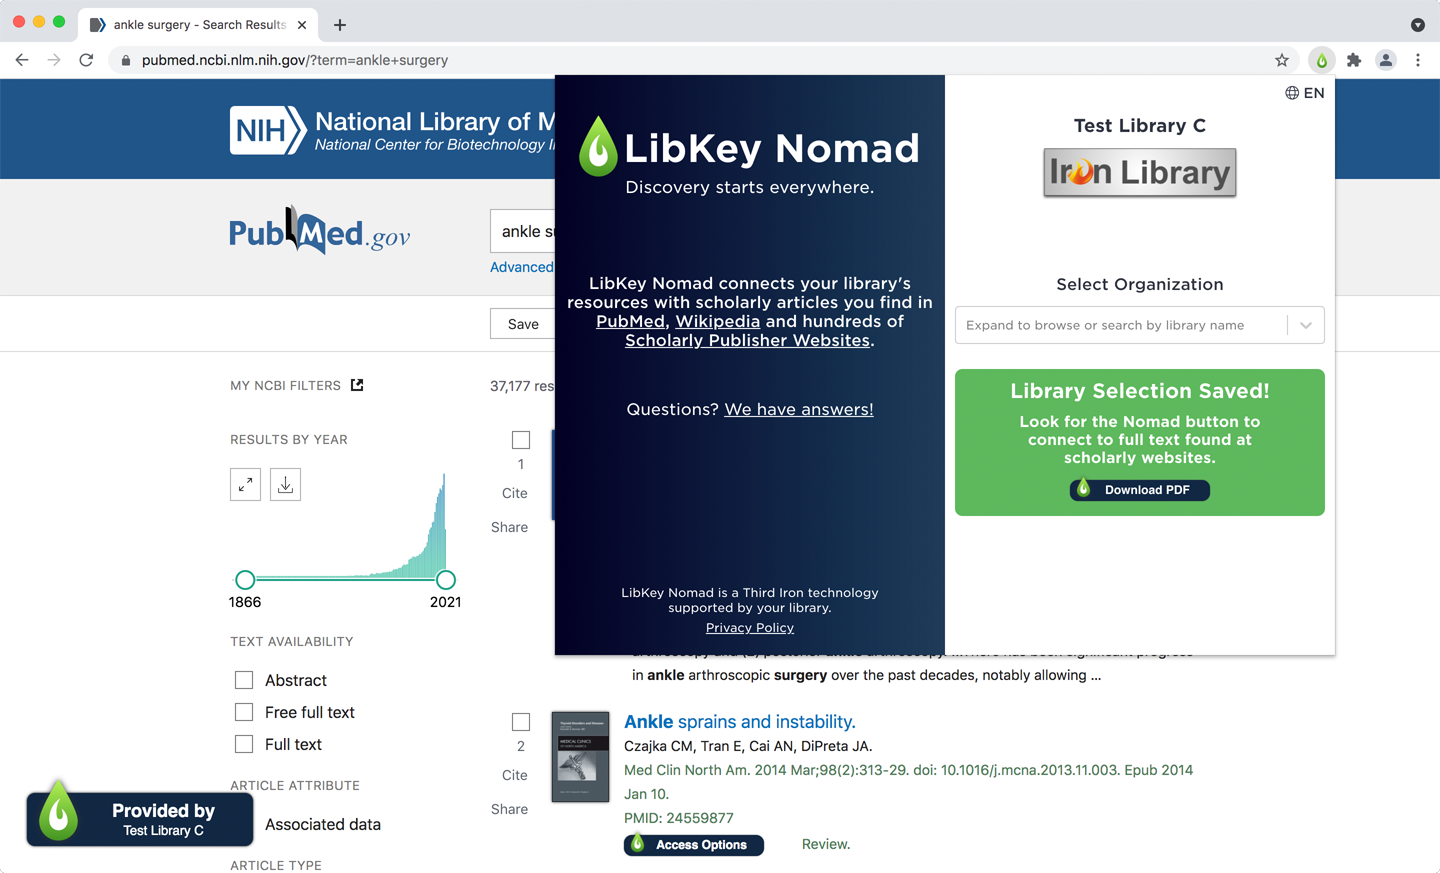 ankle surgery - Search Results
pubmed.ncbi.nlm.nih.gov/?term=ankle+surgery
NIH
National Library of M
National Center for Biotechnology I
PubMed.gov
ankle s
Advanced
Save
MY NCBI FILTERS
37,177 res
RESULTS BY YEAR
1866
2021
TEXT AVAILABILITY
Abstract
Free full text
Full text
ARTICLE ATTRIBUTE
Associated data
ARTICLE TYPE
Provided by
Test Library C
1
Cite
Share
LibKey Nomad
Discovery starts everywhere.
LibKey Nomad connects your library's
resources with scholarly articles you find in
PubMed, Wikipedia and hundreds of
Scholarly Publisher Websites.
Questions? We have answers!
LibKey Nomad is a Third Iron technology
supported by your library.
Privacy Policy
EN
Test Library C
Iron Library
Select Organization
Expand to browse or search by library name
Library Selection Saved!
Look for the Nomad button to
connect to full text found at
scholarly websites.
Download PDF
in ankle arthroscopic surgery over the past decades, notably allowing ...
2
Cite
Share
MEDICAL CLINICS
Ankle sprains and instability.
Czajka CM, Tran E, Cai AN, DiPreta JA.
Med Clin North Am. 2014 Mar;98(2):313-29. doi: 10.1016/j.mcna.2013.11.003. Epub 2014
Jan 10.
PMID: 24559877
Access Options
Review.